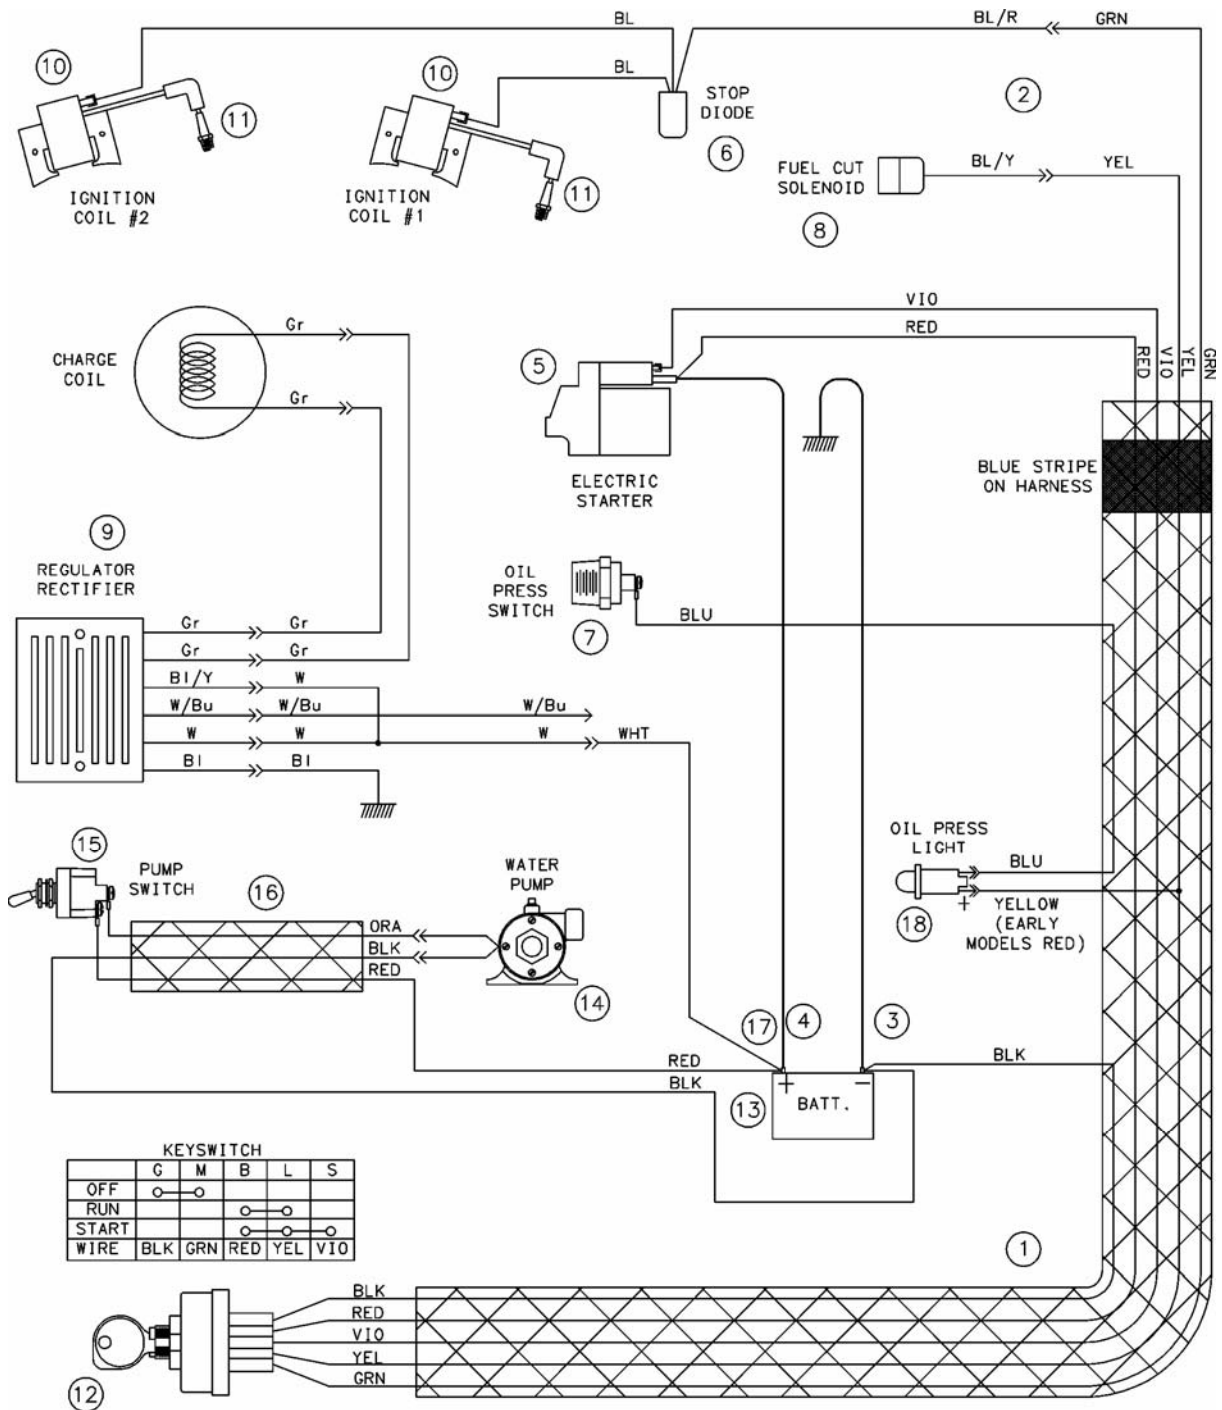 BL
BL/R
GRN
10
10
BL
STOP
DIODE
2
11
6
FUEL CUT
SOLENOID
BL/Y
YEL
IGNITION
COIL #2
IGNITION
COIL #1
11
8
VIO
RED
Gr
CHARGE
COIL
5
RED
VIO
YEL
GRN
Gr
BLUE STRIPE
ON HARNESS
ELECTRIC
STARTER
9
REGULATOR
RECTIFIER
OIL
PRESS
SWITCH
7
BLU
Gr
Gr
Gr
Gr
Bl/Y
W
W/Bu
W/Bu
W/Bu
W
W
W
WHT
Bl
Bl
15
PUMP
SWITCH
16
WATER
PUMP
OIL PRESS
LIGHT
BLU
ORA
BLK
RED
+
18
YELLOW
(EARLY
MODELS RED)
14
17
4
3
RED
BLK
BLK
13
+
−
BATT.
KEYSWITCH
G M B L S
OFF
RUN
START
WIRE BLK GRN RED YEL VIO
1
BLK
RED
VIO
YEL
GRN
12